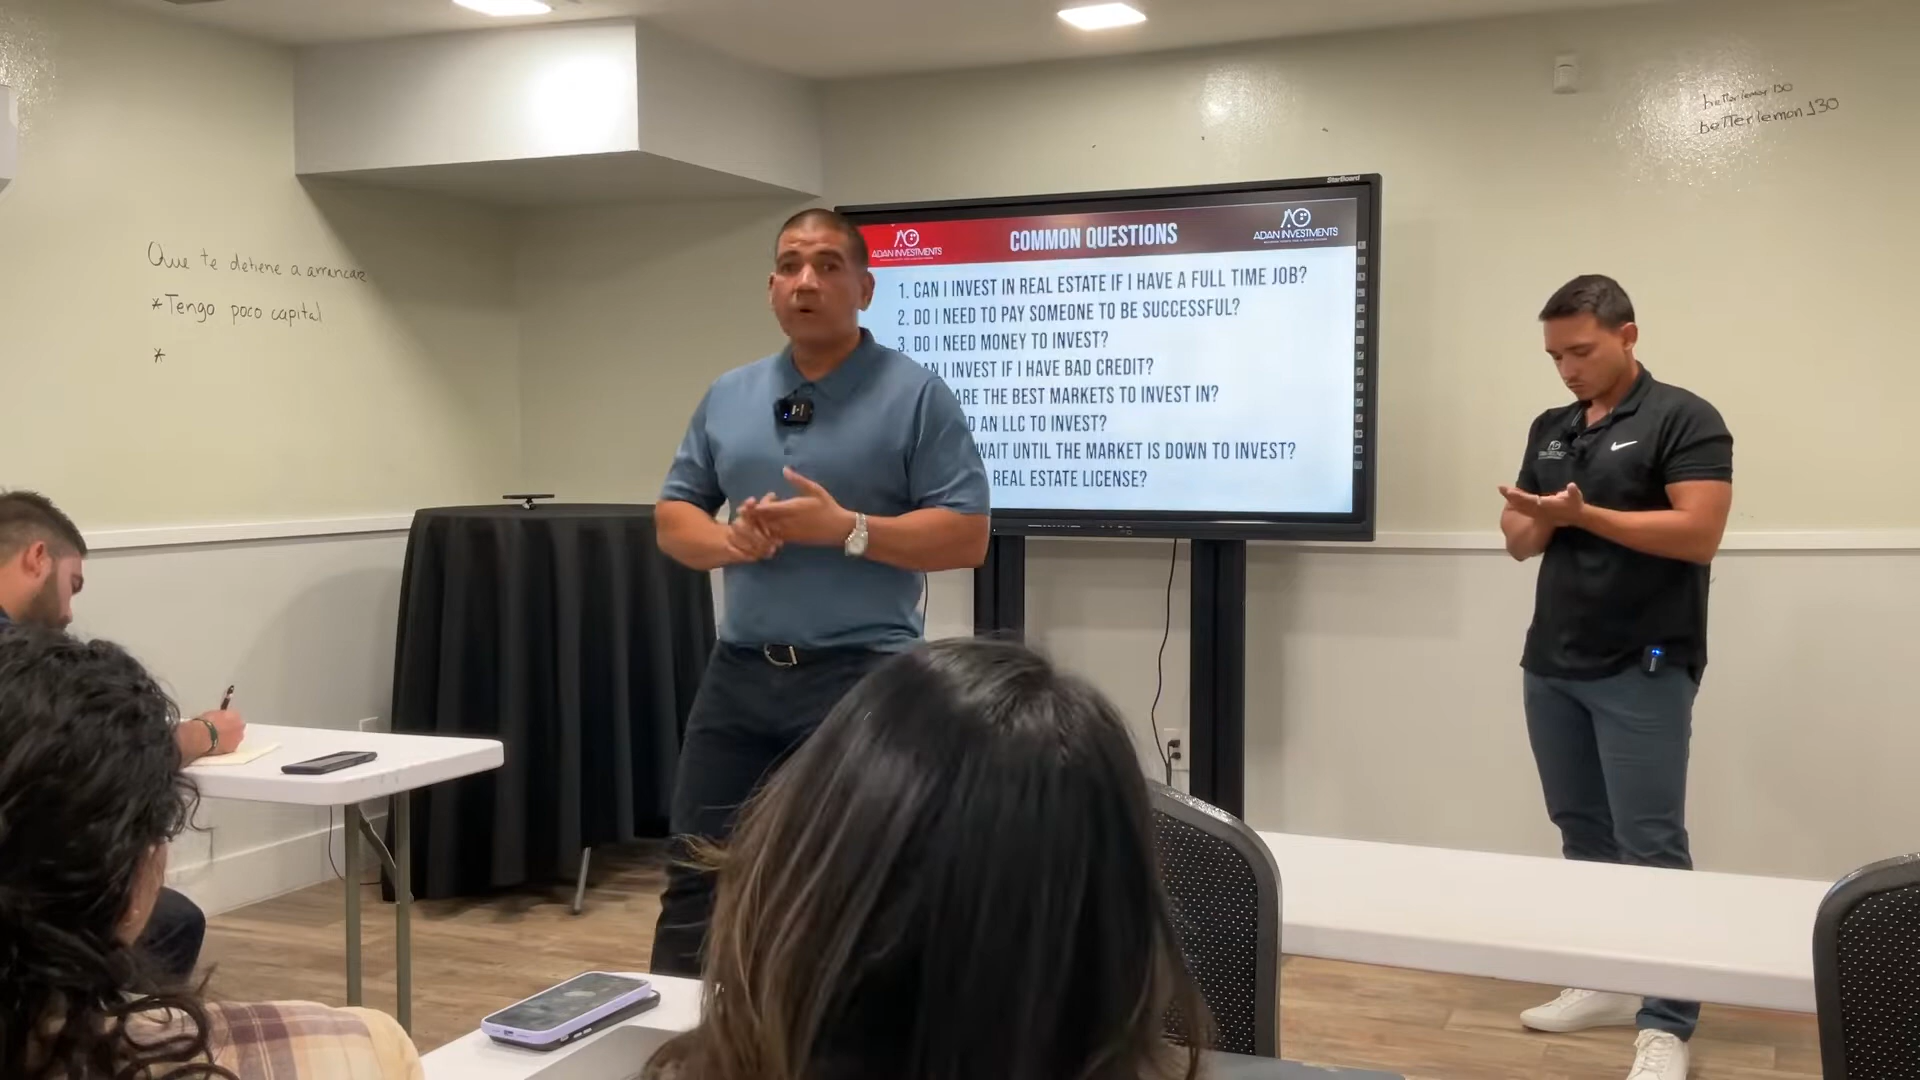 Que te detiene a arrancar
*Tengo poco capital
*
betterlemon130
betterlemon130
StarBoard
ADAN INVESTMENTS
COMMON QUESTIONS
ADAN INVESTMENTS
1. CAN I INVEST IN REAL ESTATE IF I HAVE A FULL TIME JOB?
2. DO I NEED TO PAY SOMEONE TO BE SUCCESSFUL?
3. DO I NEED MONEY TO INVEST?
AN I INVEST IF I HAVE BAD CREDIT?
ARE THE BEST MARKETS TO INVEST IN?
D AN LLC TO INVEST?
WAIT UNTIL THE MARKET IS DOWN TO INVEST?
REAL ESTATE LICENSE?